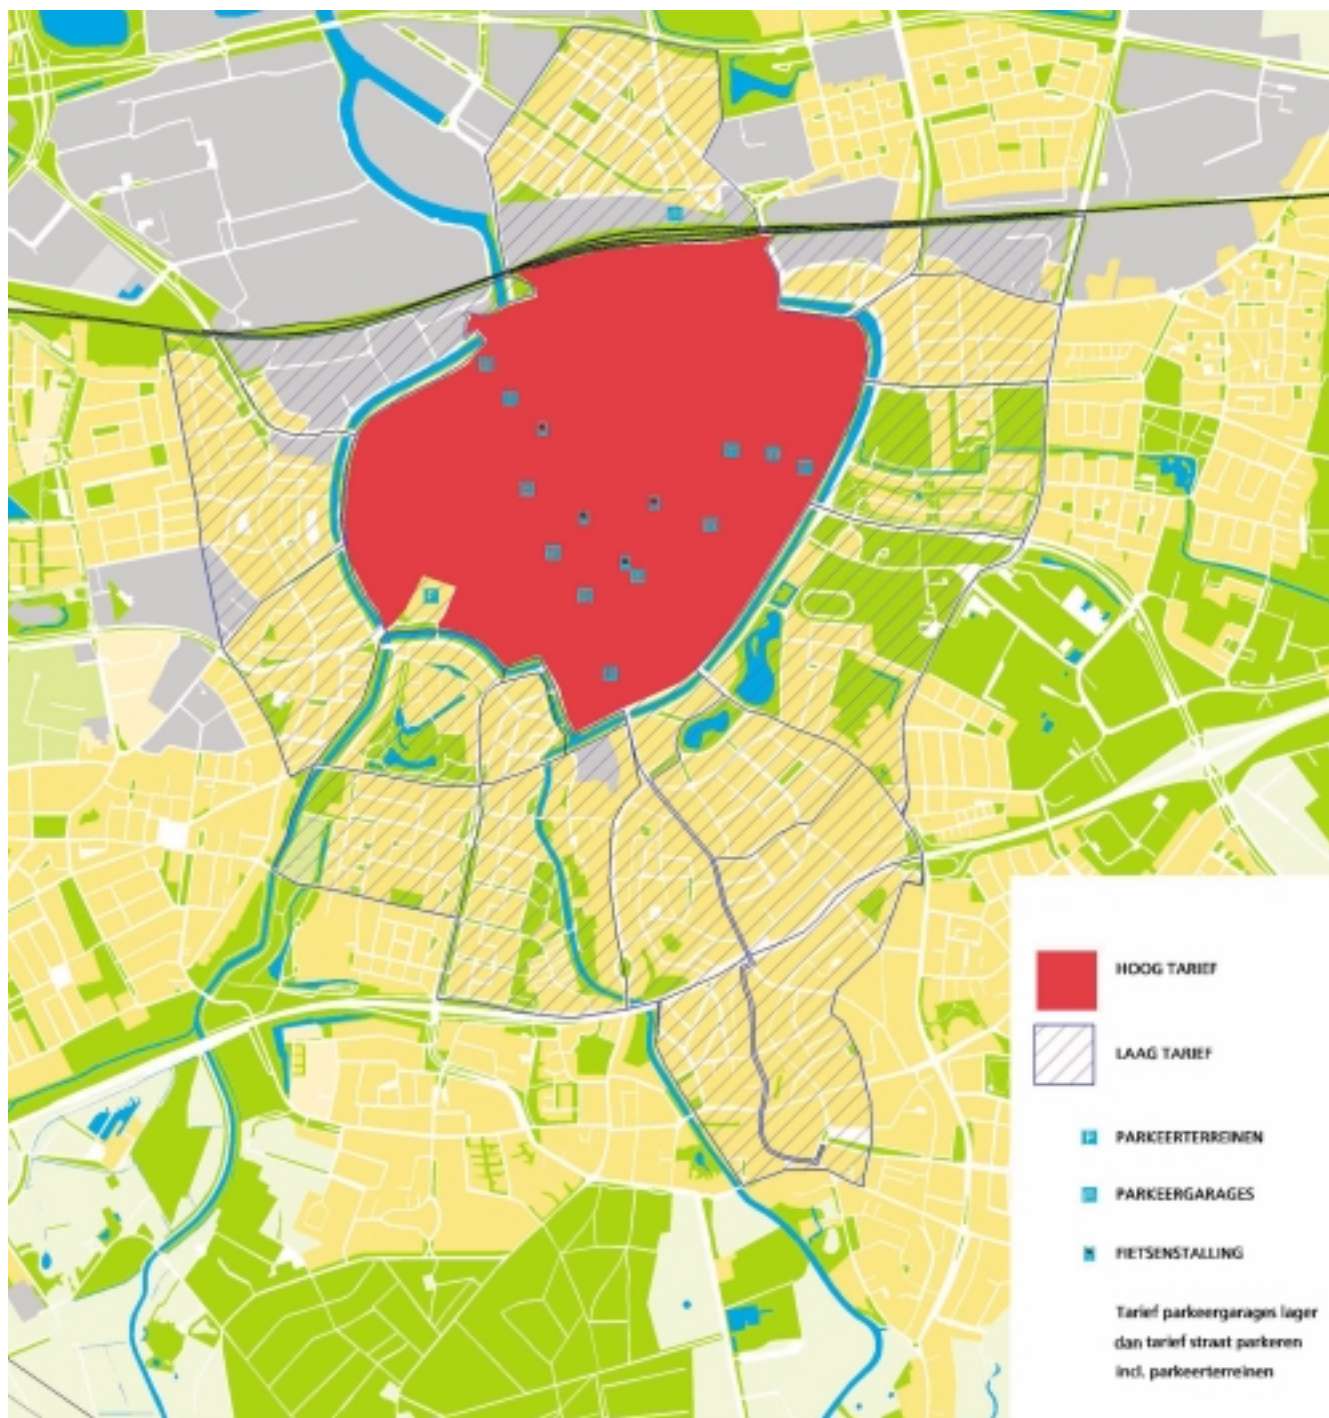 HOOG TARIEF
LAAG TARIEF
P PARKEERTERREINEN
PARKEERGARAGES
FIETSENSTALLING
Tarief parkeergarages lager
dan tarief straat parkeren
incl. parkeerterreinen